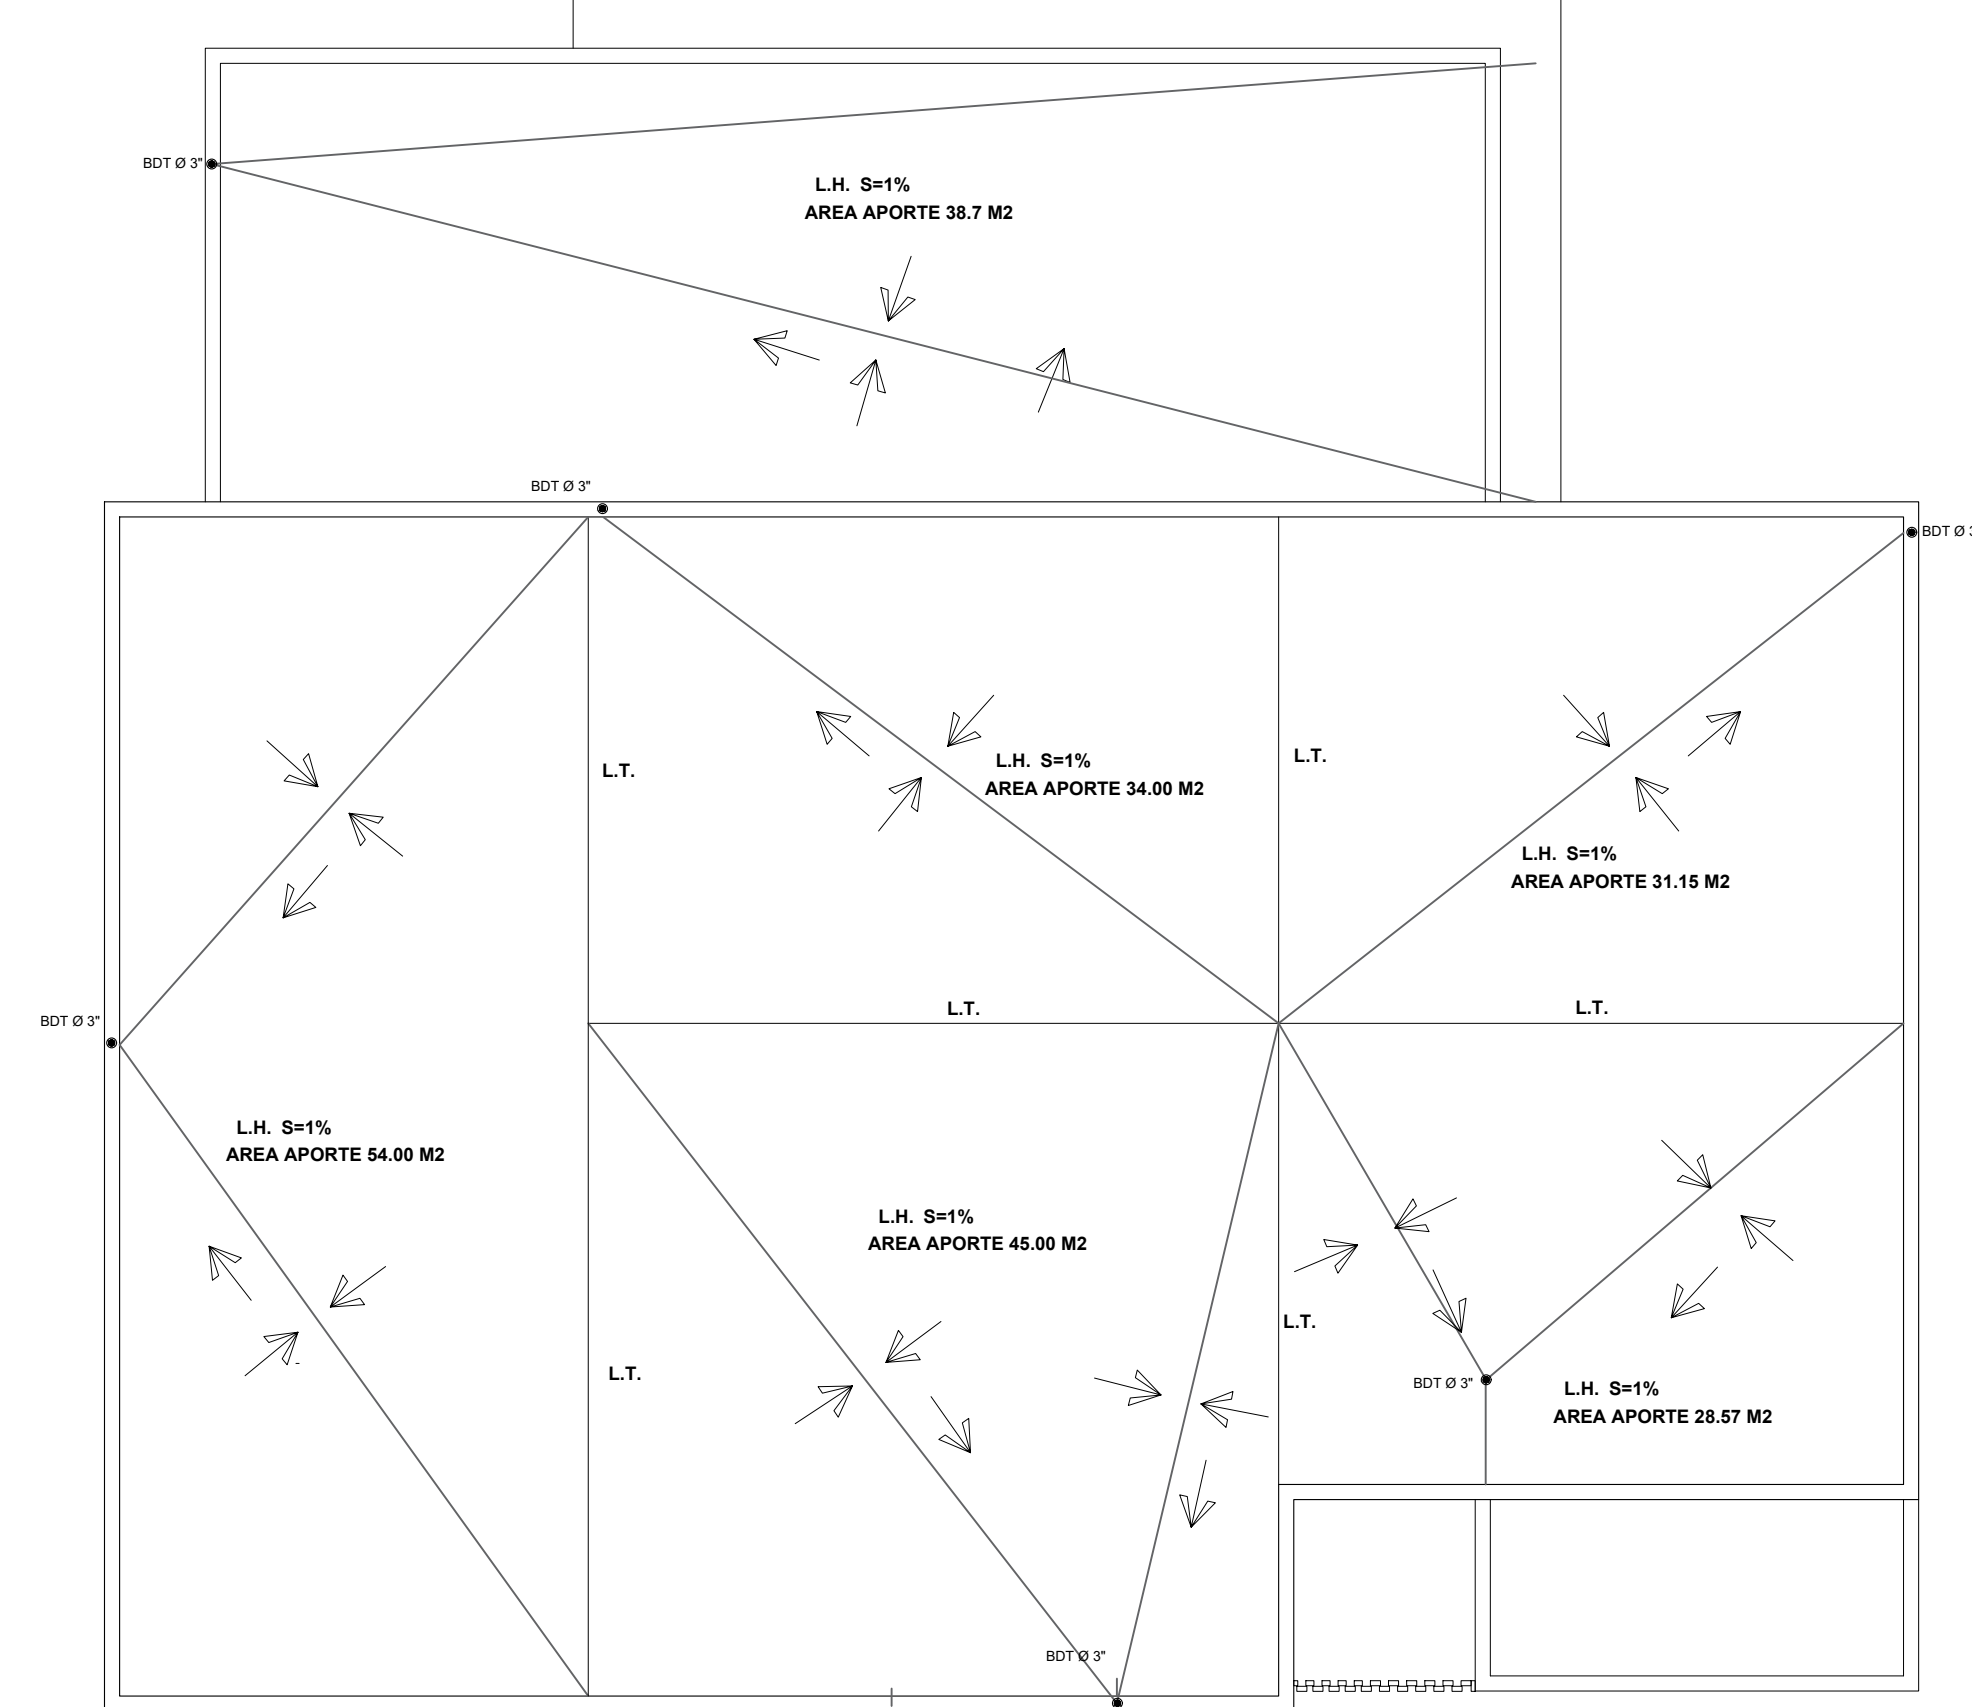 BDT Ø 3"
L.H. S=1%
AREA APORTE 38.7 M2
BDT Ø 3"
BDT Ø 3
L.T.
L.H. S=1%
AREA APORTE 34.00 M2
L.T.
L.H. S=1%
AREA APORTE 31.15 M2
L.T.
L.T.
BDT Ø 3"
L.H. S=1%
AREA APORTE 54.00 M2
L.H. S=1%
AREA APORTE 45.00 M2
L.T.
L.T.
BDT Ø 3"
L.H. S=1%
AREA APORTE 28.57 M2
BDT Ø 3"